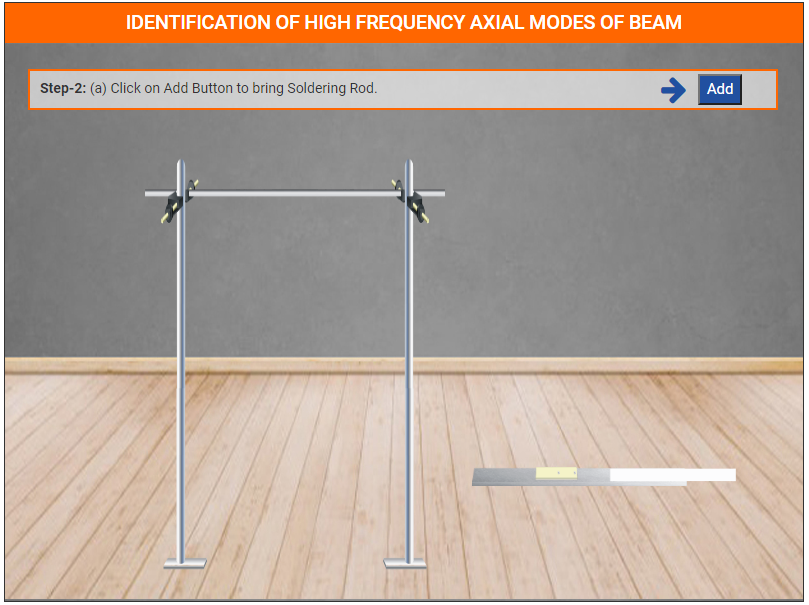 IDENTIFICATION OF HIGH FREQUENCY AXIAL MODES OF BEAM
Step-2: (a) Click on Add Button to bring Soldering Rod.
Add